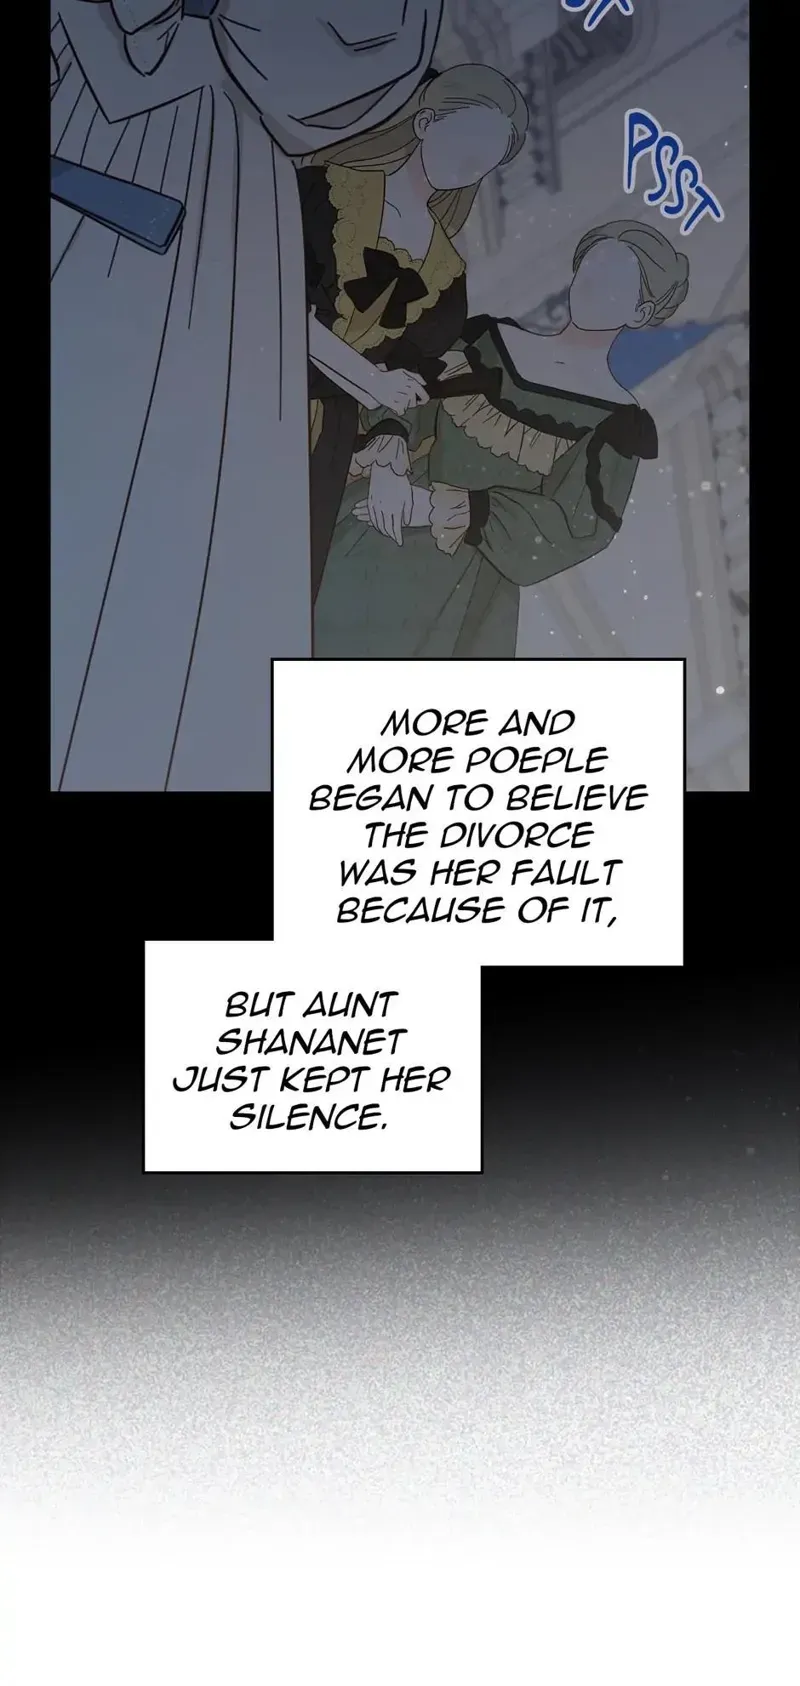 PSST
MORE AND
MORE POEPLE
BEGAN TO BELIEVE
THE DIVORCE
WAS HER FAULT
BECAUSE OF IT,
BUT AUNT
SHANANET
JUST KEPT HER
SILENCE.